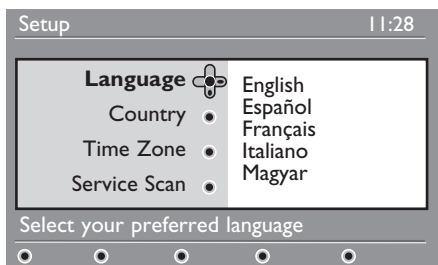 Setup 11:28
Language
Country
Time Zone
Service Scan
English
Español
Français
Italiano
Magyar
Select your preferred language